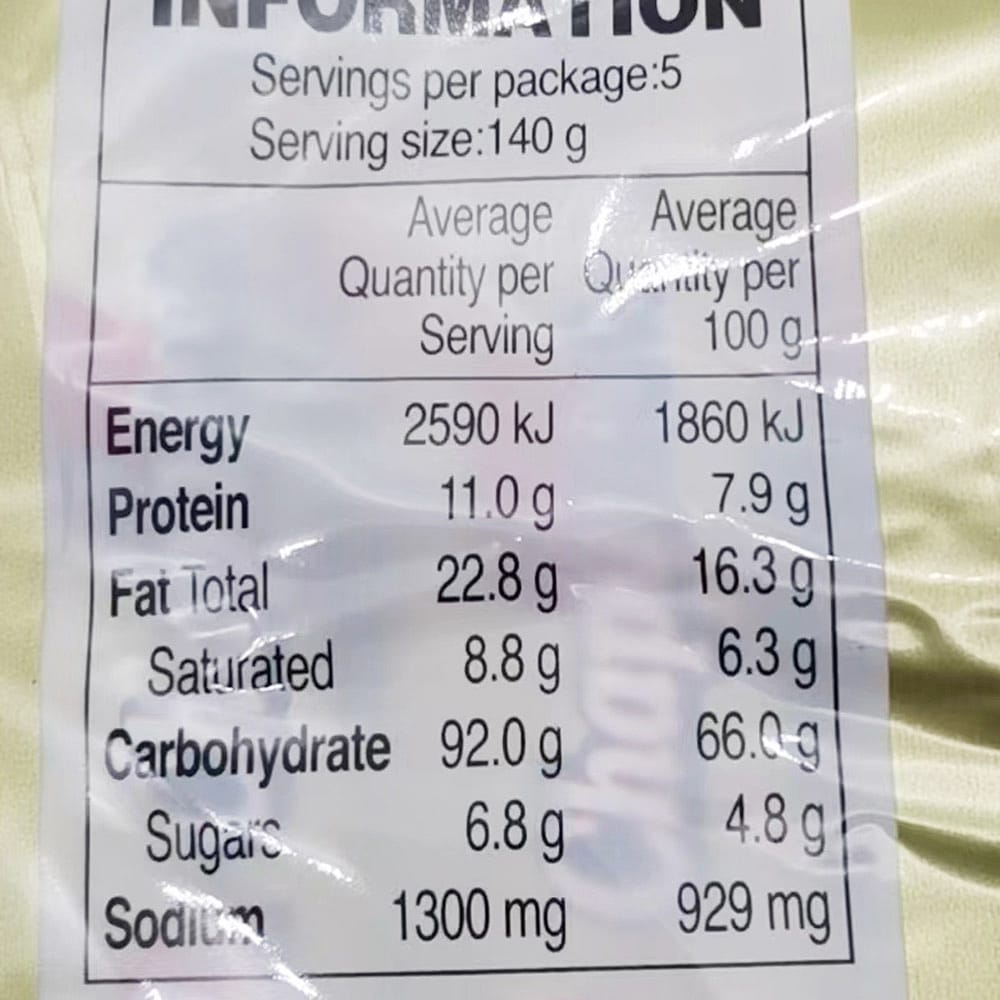 INFORMATION
Servings per package:5
Serving size:140 g
Average Quantity per Serving
Average Quantity per 100 g
Energy 2590 kJ 1860 kJ
Protein 11.0 g 7.9 g
Fat Total 22.8 g 16.3 g
Saturated 8.8 g 6.3 g
Carbohydrate 92.0 g 66.0 g
Sugars 6.8 g 4.8 g
Sodium 1300 mg 929 mg